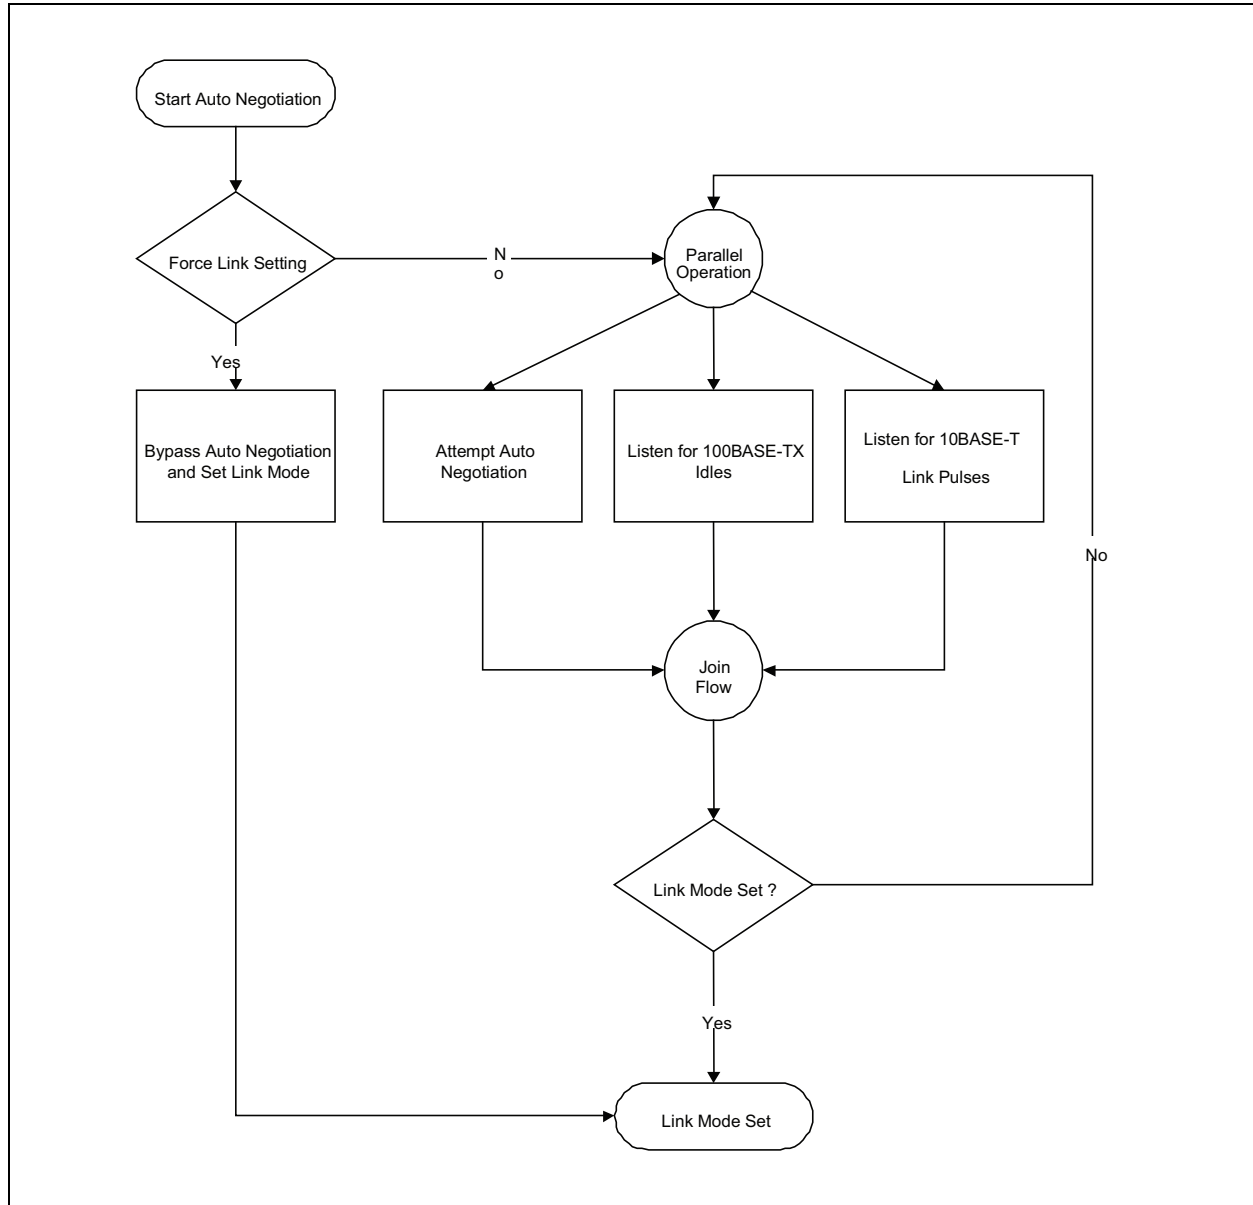 Start Auto Negotiation
Force Link Setting
N
o
Parallel
Operation
Yes
Bypass Auto Negotiation
and Set Link Mode
Attempt Auto
Negotiation
Listen for 100BASE-TX
Idles
Listen for 10BASE-T
Link Pulses
No
Join
Flow
Link Mode Set ?
Yes
Link Mode Set